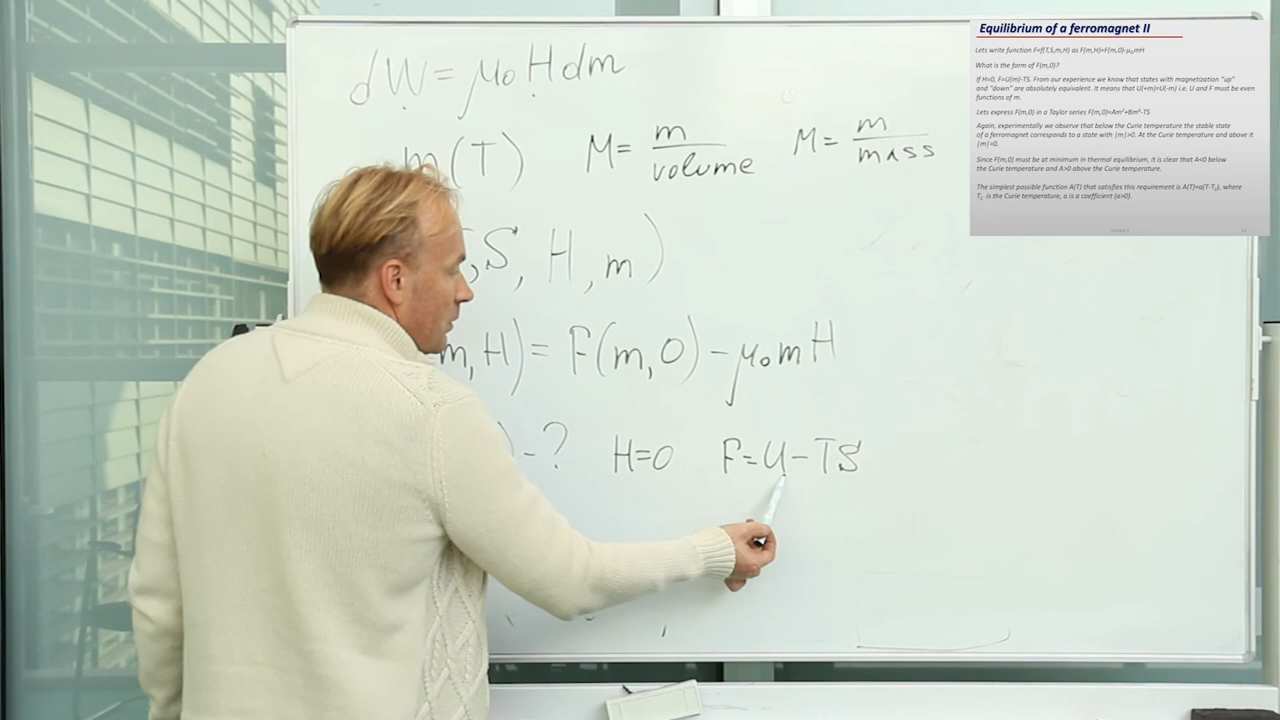 dW = μ₀ H dm
m(T) M = m/volume M = m/mass
,S, H, m)
m,H) = F(m,0) - μ₀mH
) - ? H=0 F=U-TS
Equilibrium of a ferromagnet II
Lets write function F=f(T,S,m,H) as F(m,H)=F(m,0)-μ₀mH
What is the form of F(m,0)?
If H=0, F=U(m)-TS. From our experience we know that states with magnetization "up"
and "down" are absolutely equivalent. It means that U(+m)=U(-m) i.e. U and F must be even
functions of m.
Lets express F(m,0) in a Taylor series F(m,0)=Am²+Bm⁴-TS
Again, experimentally we observe that below the Curie temperature the stable state
of a ferromagnet corresponds to a state with |m|>0. At the Curie temperature and above it
|m|=0.
Since F(m,0) must be at minimum in thermal equilibrium, it is clear that A<0 below
the Curie temperature and A>0 above the Curie temperature.
The simplest possible function A(T) that satisfies this requirement is A(T)=a(T-T_C), where
T_C is the Curie temperature, a is a coefficient (a>0).
Lecture 2